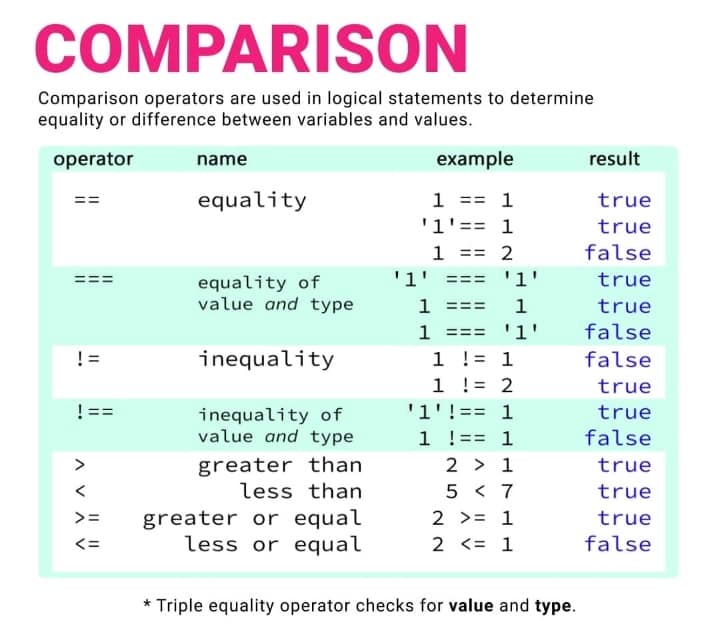 COMPARISON
Comparison operators are used in logical statements to determine
equality or difference between variables and values.
operator name example result
== equality 1 == 1 true
'1'== 1 true
1 == 2 false
=== equality of '1' === '1' true
value and type 1 === 1 true
1 === '1' false
!= inequality 1 != 1 false
1 != 2 true
!== inequality of '1'!== 1 true
value and type 1 !== 1 false
> greater than 2 > 1 true
< less than 5 < 7 true
>= greater or equal 2 >= 1 true
<= less or equal 2 <= 1 false
* Triple equality operator checks for value and type.